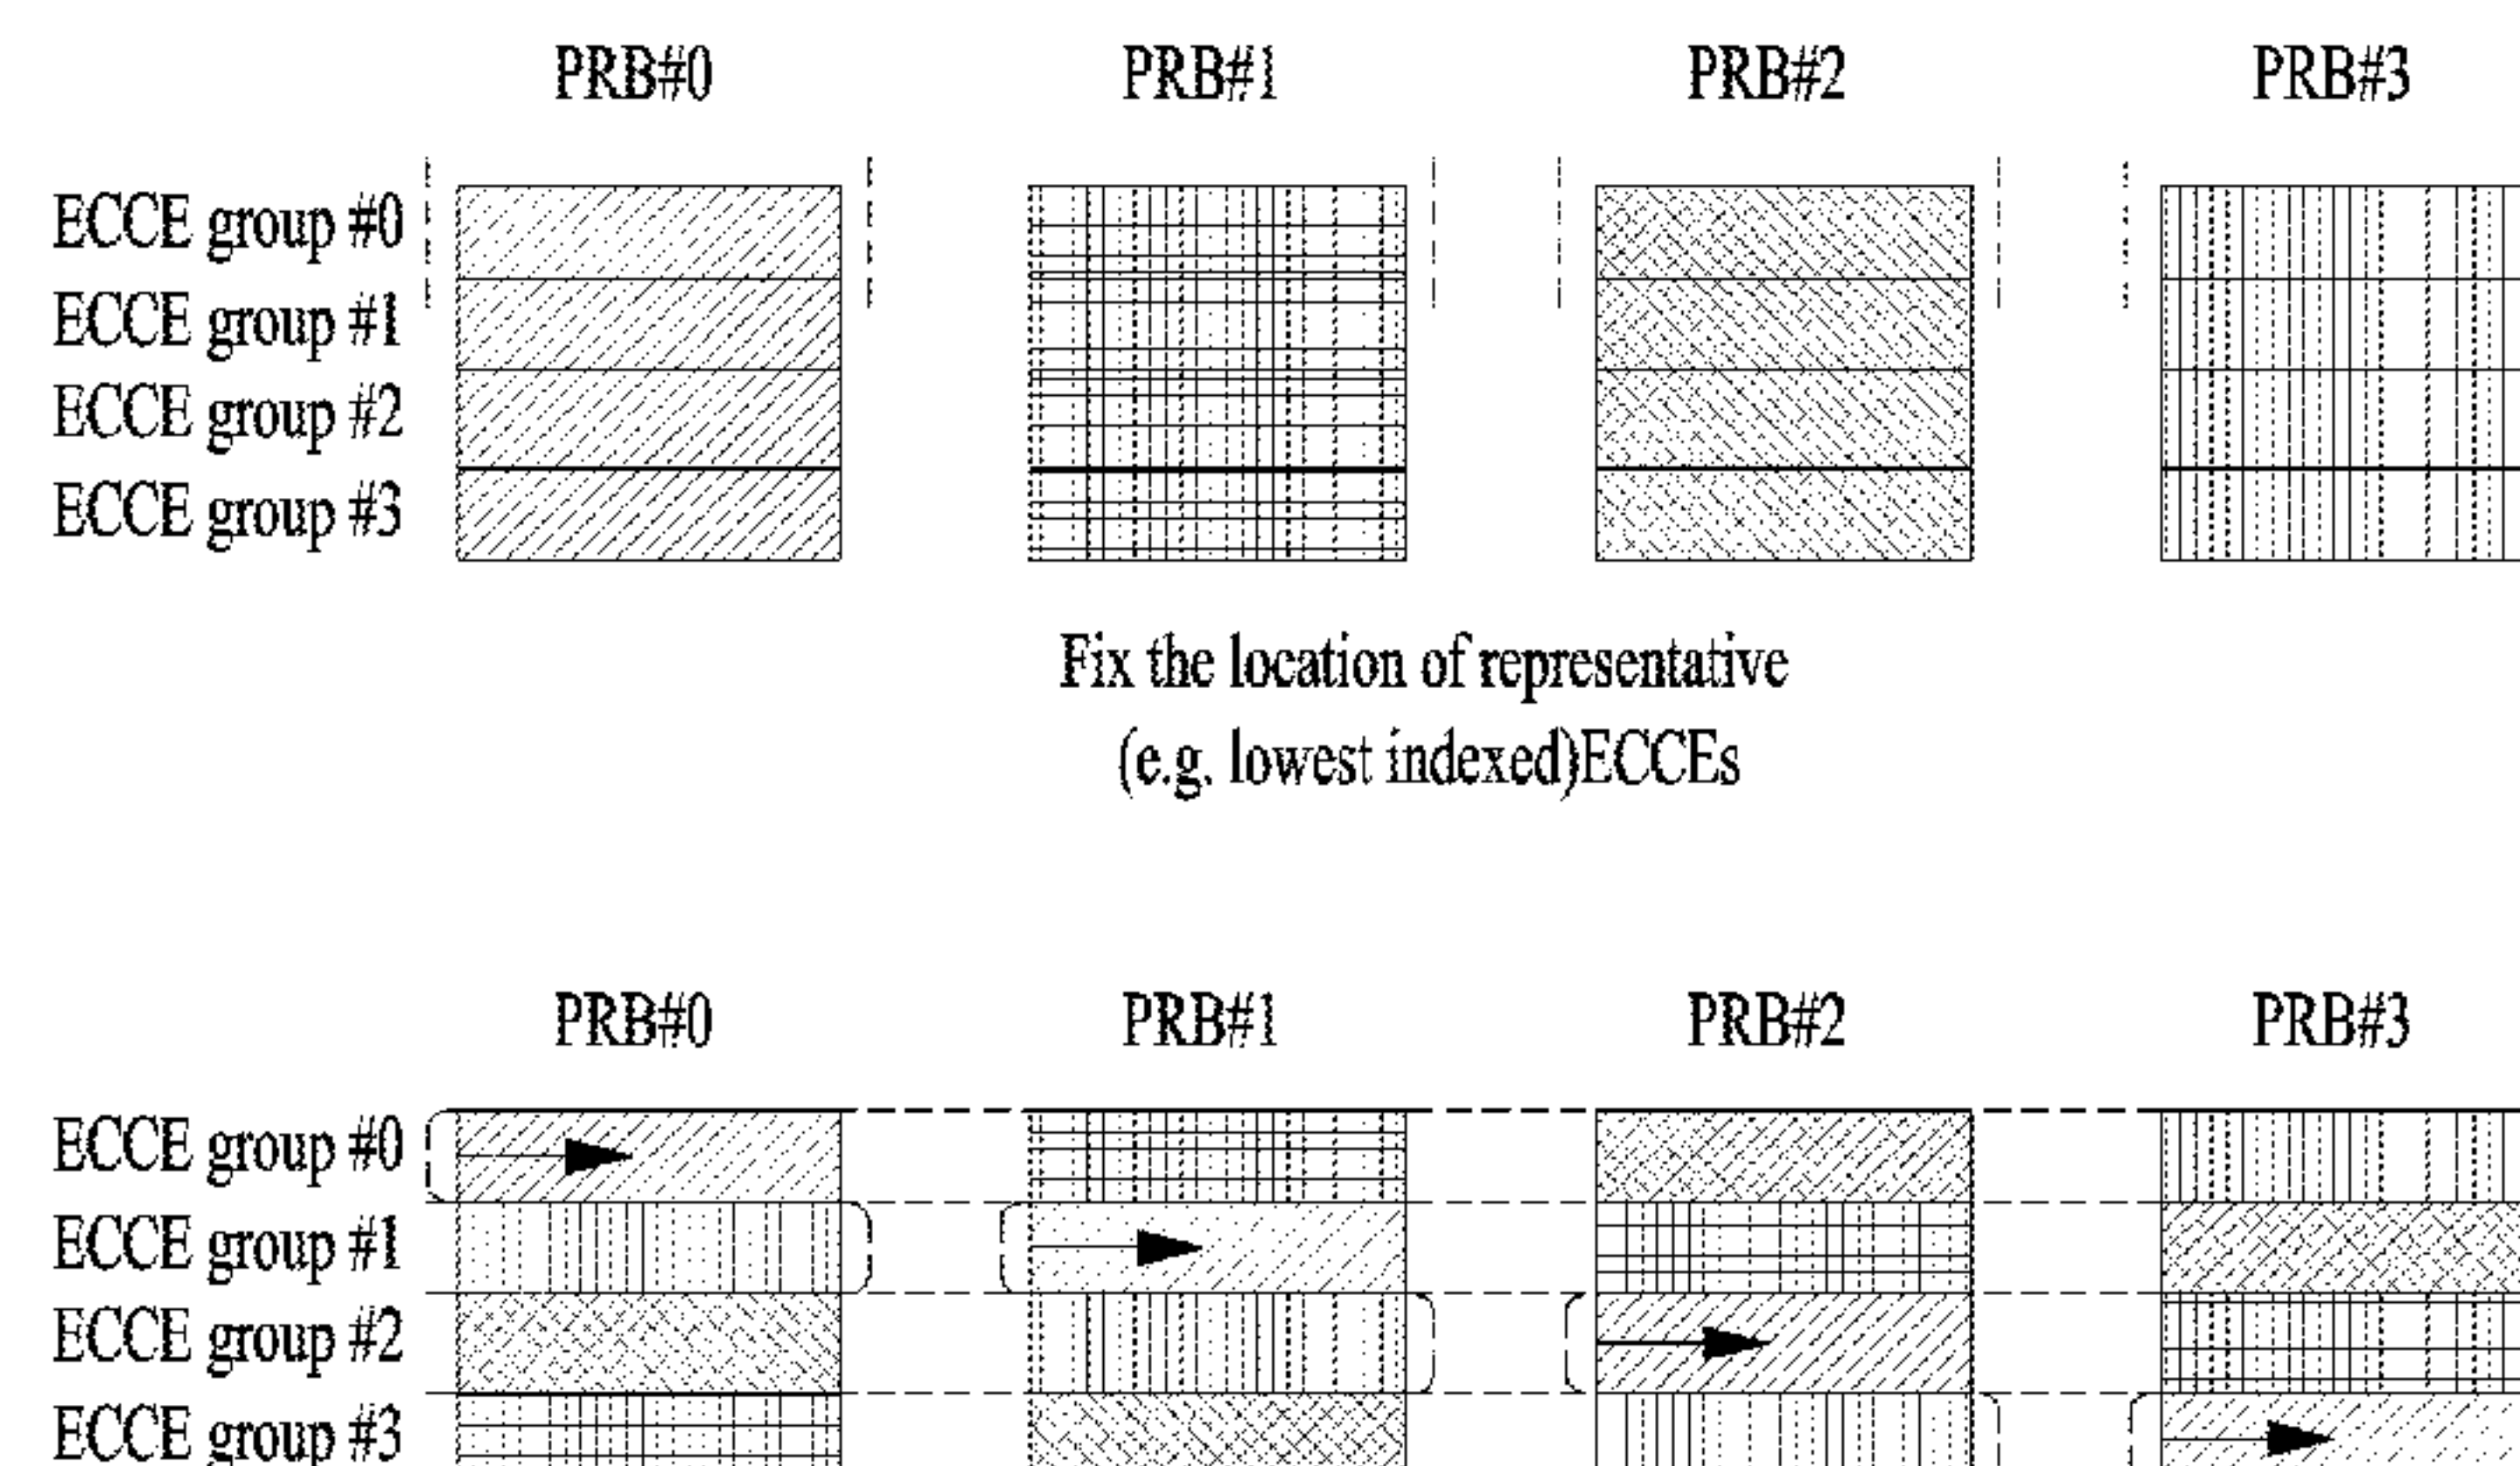 PRB#0 PRB#1 PRB#2 PRB#3
ECCE group #0
ECCE group #1
ECCE group #2
ECCE group #3
Fix the location of representative
(e.g. lowest indexed)ECCEs
PRB#0 PRB#1 PRB#2 PRB#3
ECCE group #0
ECCE group #1
ECCE group #2
ECCE group #3